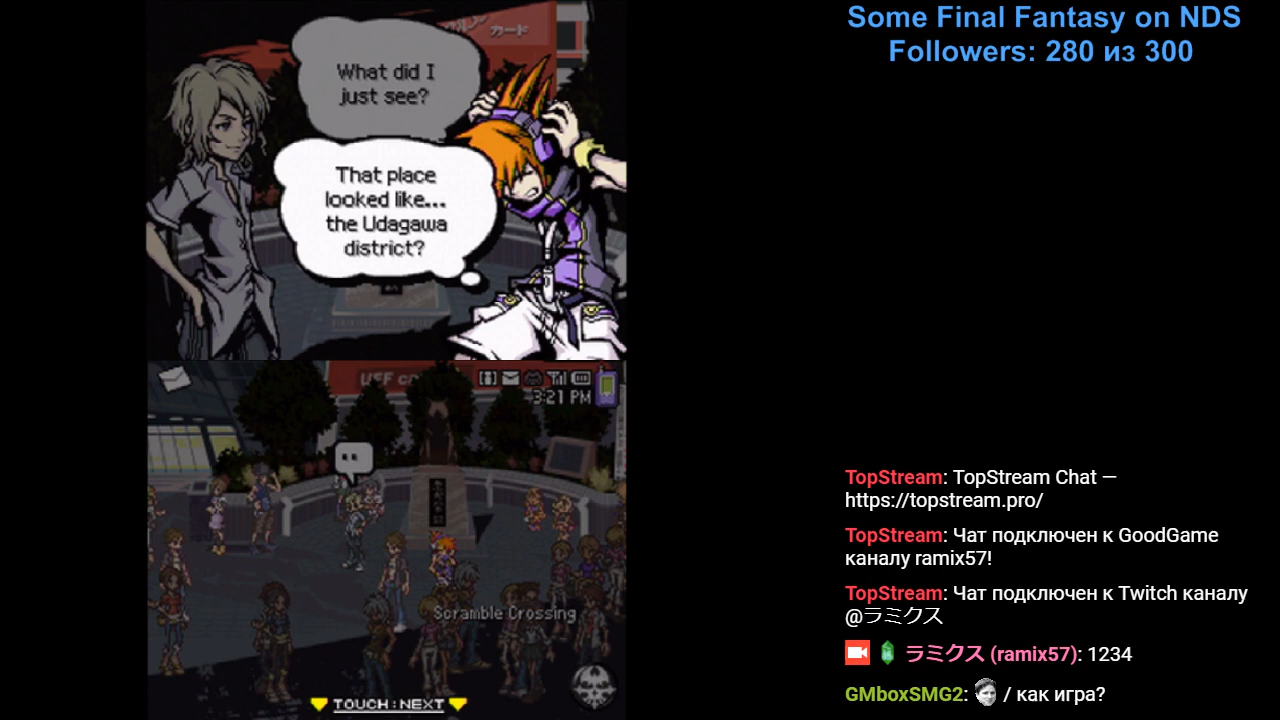 カード
What did I
just see?
That place
looked like...
the Udagawa
district?
3:21 PM
Scramble Crossing
TOUCH:NEXT
Some Final Fantasy on NDS
Followers: 280 из 300
TopStream: TopStream Chat —
https://topstream.pro/
TopStream: Чат подключен к GoodGame
каналу ramix57!
TopStream: Чат подключен к Twitch каналу
@ラミクス
ラミクス (ramix57): 1234
GMboxSMG2: / как игра?